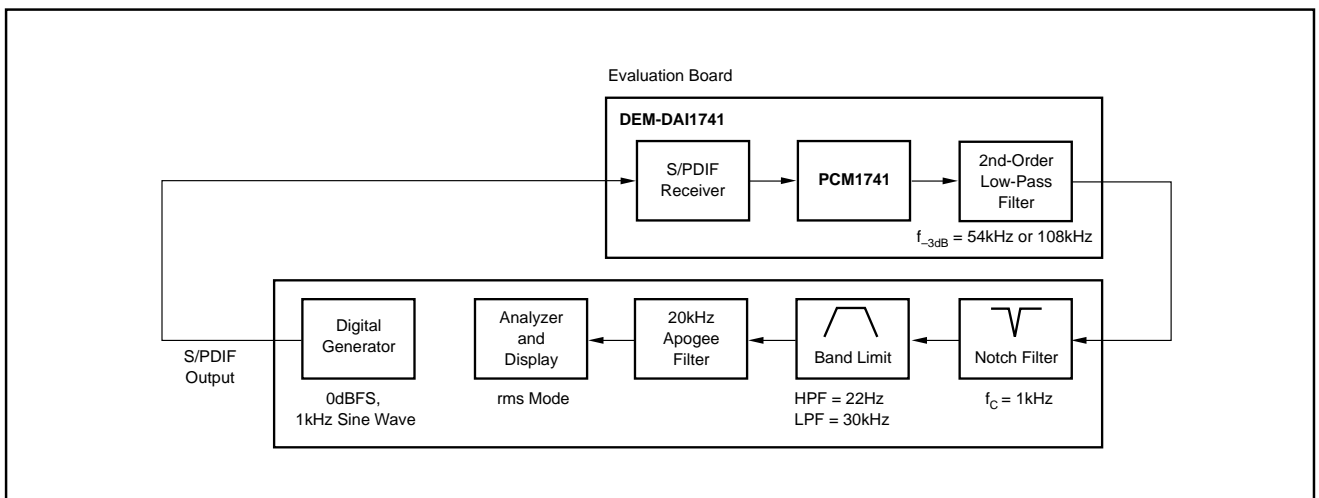 Evaluation Board
DEM-DAI1741
S/PDIF
Receiver
PCM1741
2nd-Order
Low-Pass
Filter
f–3dB = 54kHz or 108kHz
S/PDIF
Output
Digital
Generator
0dBFS,
1kHz Sine Wave
Analyzer
and
Display
rms Mode
20kHz
Apogee
Filter
Band Limit
HPF = 22Hz
LPF = 30kHz
Notch Filter
fC = 1kHz